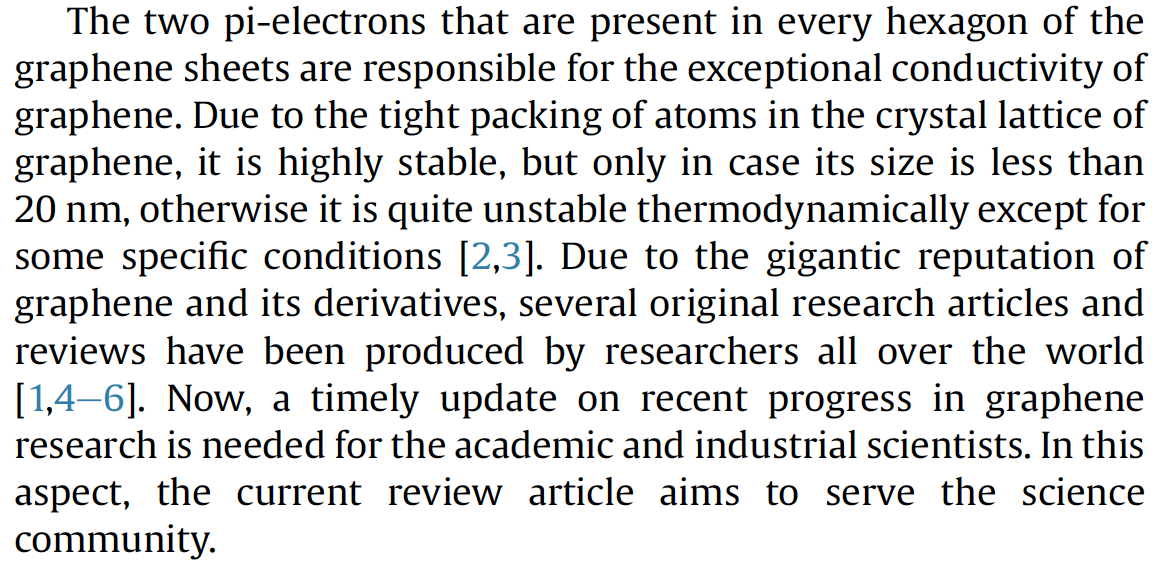 The two pi-electrons that are present in every hexagon of the
graphene sheets are responsible for the exceptional conductivity of
graphene. Due to the tight packing of atoms in the crystal lattice of
graphene, it is highly stable, but only in case its size is less than
20 nm, otherwise it is quite unstable thermodynamically except for
some specific conditions [2,3]. Due to the gigantic reputation of
graphene and its derivatives, several original research articles and
reviews have been produced by researchers all over the world
[1,4–6]. Now, a timely update on recent progress in graphene
research is needed for the academic and industrial scientists. In this
aspect, the current review article aims to serve the science
community.